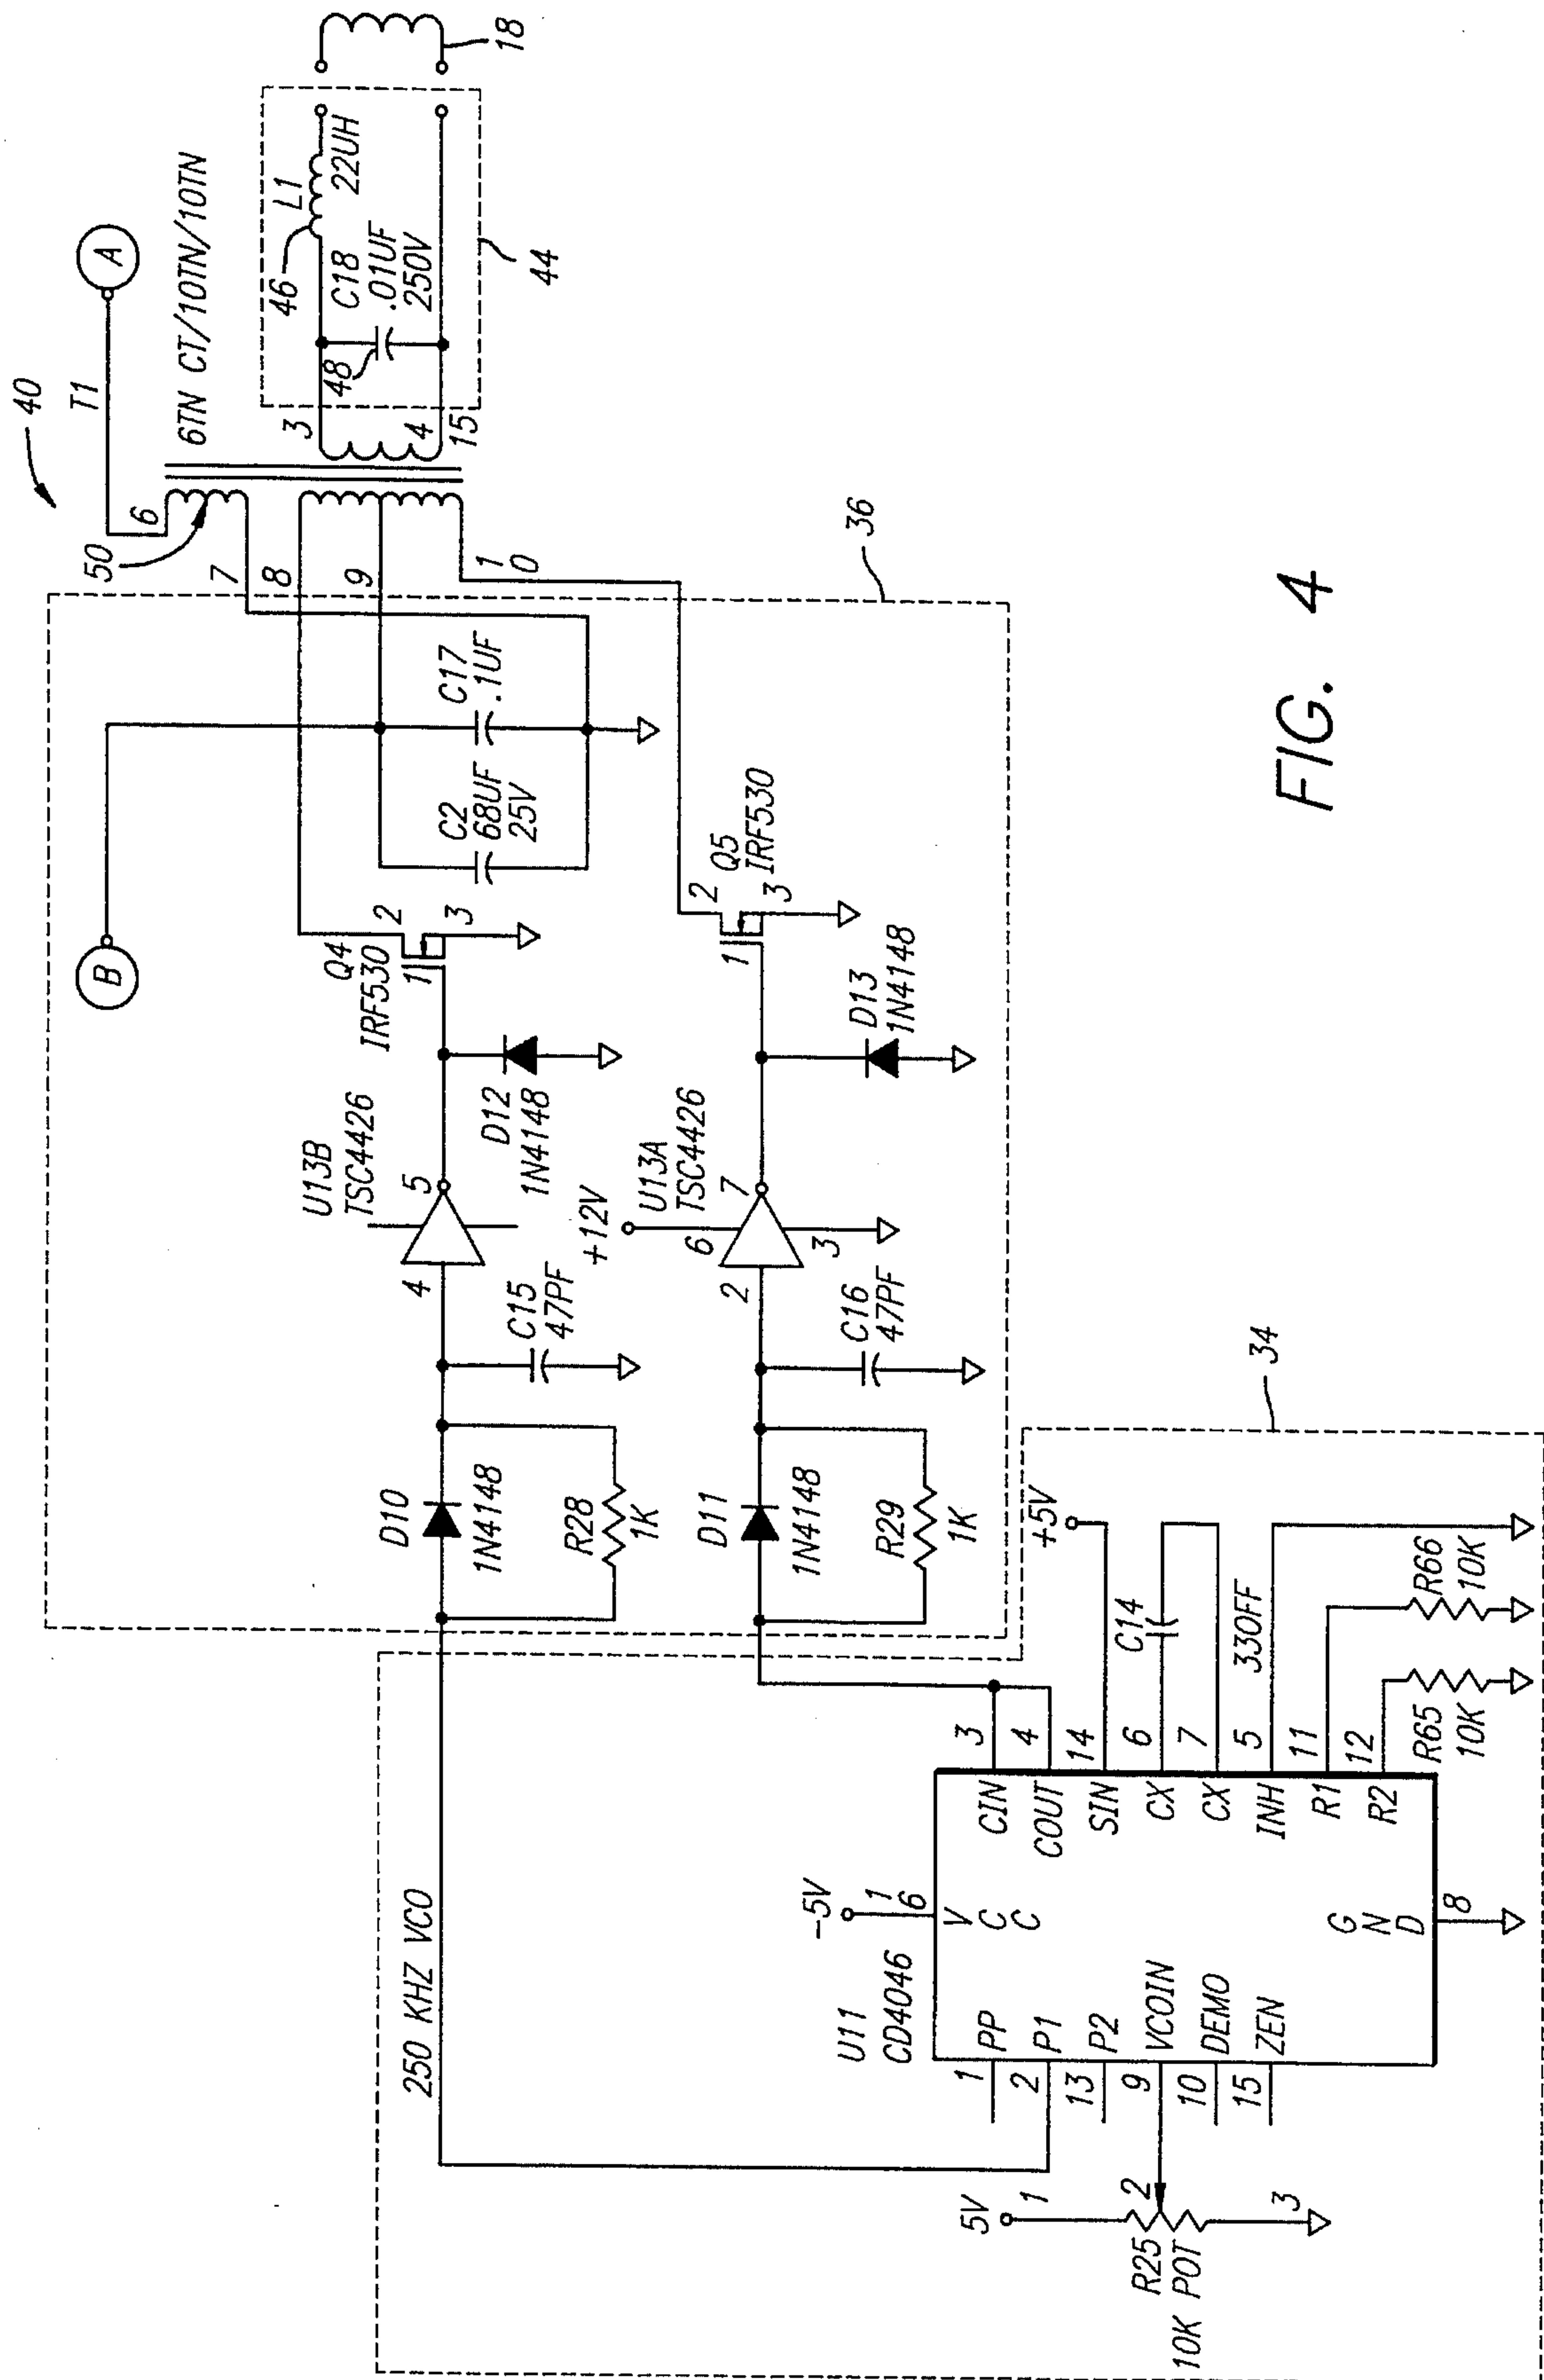 40
T1
A
6TN CT/10TN/10TN
50
6
7
8
9
1
0
3
4
15
46
L1
22UH
48
C18
.01UF
250V
44
18
B
36
C2
68UF
25V
C17
.1UF
Q4
IRF530
1
2
3
U13B
TSC4426
4
5
D12
1N4148
C15
47PF
D10
1N4148
R28
1K
+12V
U13A
TSC4426
6
7
2
3
Q5
IRF530
1
2
3
D13
1N4148
C16
47PF
D11
1N4148
R29
1K
34
250 KHZ VCO
-5V
1
6
U11
CD4046
V
C
C
1
PP
2
P1
13
P2
9
VCOIN
10
DEMO
15
ZEN
G
N
D
8
CIN
3
COUT
4
SIN
14
CX
6
CX
7
INH
5
R1
11
R2
12
+5V
C14
330FF
R66
10K
R65
10K
5V
1
2
3
R25
10K POT
FIG. 4